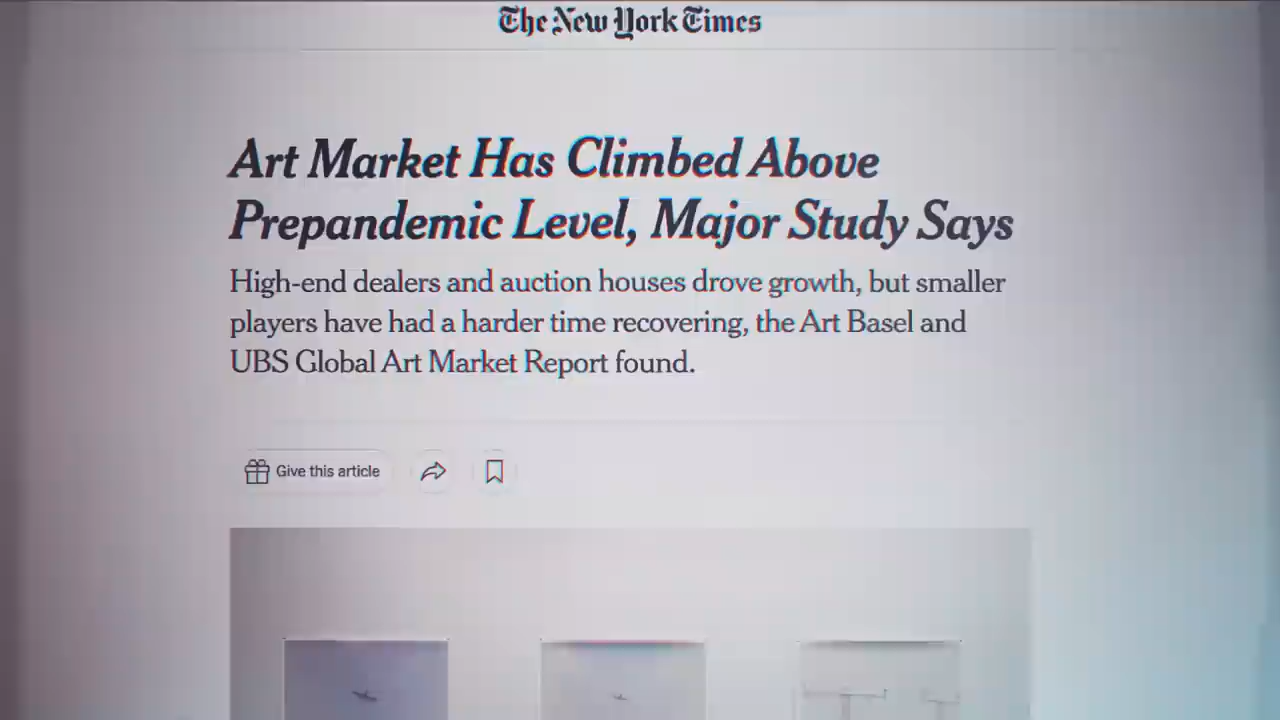 The New York Times
Art Market Has Climbed Above
Prepandemic Level, Major Study Says
High-end dealers and auction houses drove growth, but smaller
players have had a harder time recovering, the Art Basel and
UBS Global Art Market Report found.
Give this article